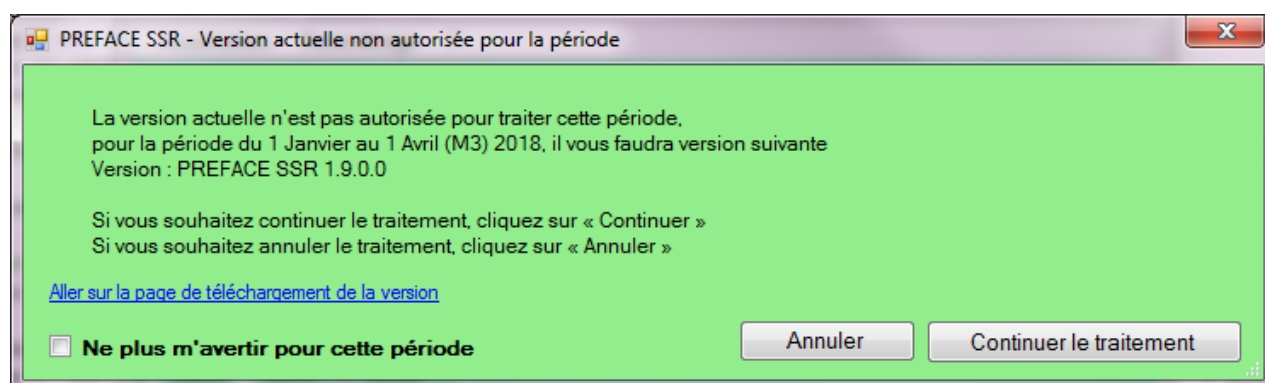 PREFACE SSR - Version actuelle non autorisée pour la période
La version actuelle n'est pas autorisée pour traiter cette période,
pour la période du 1 Janvier au 1 Avril (M3) 2018, il vous faudra version suivante
Version : PREFACE SSR 1.9.0.0
Si vous souhaitez continuer le traitement, cliquez sur « Continuer »
Si vous souhaitez annuler le traitement, cliquez sur « Annuler »
Aller sur la page de téléchargement de la version
Ne plus m'avertir pour cette période
Annuler
Continuer le traitement